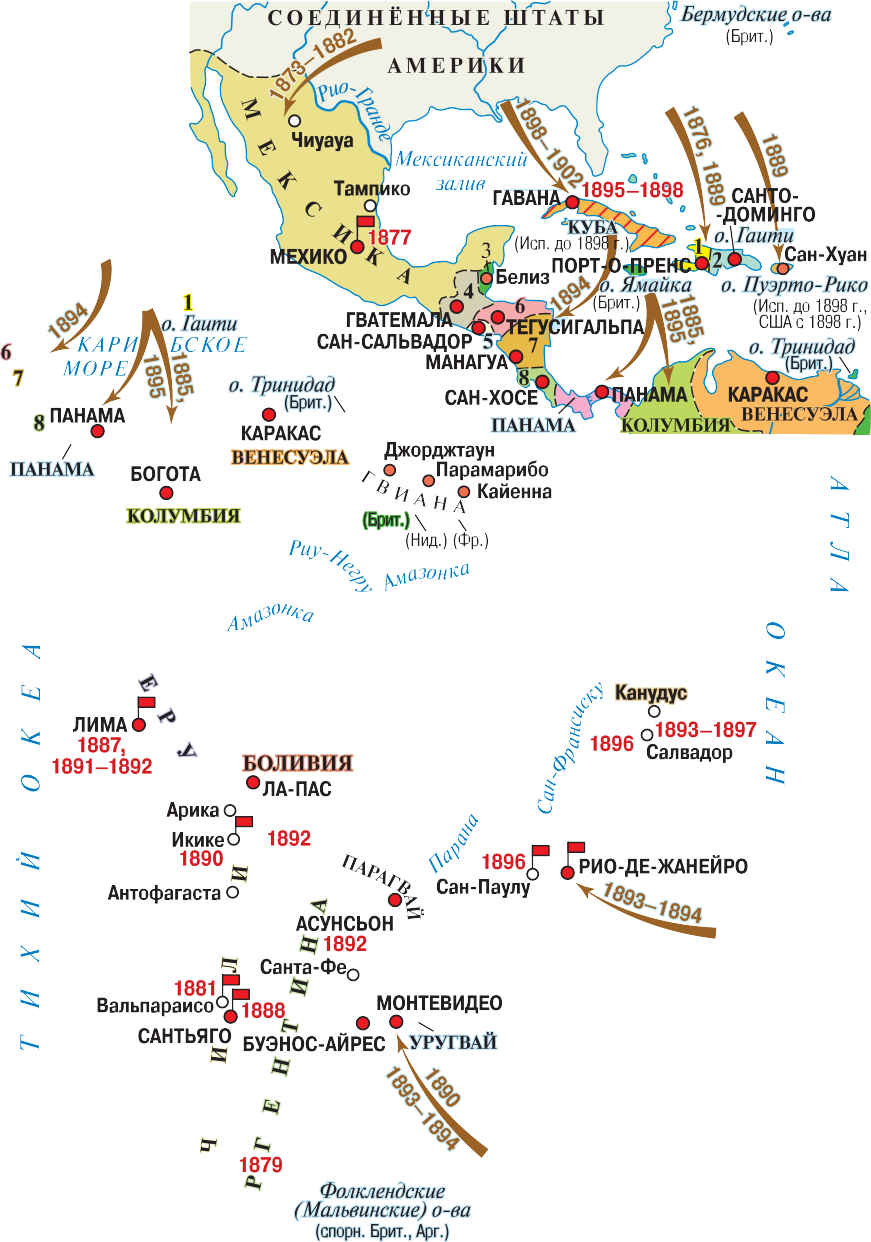 СОЕДИНЁННЫЕ ШТАТЫ
АМЕРИКИ
Бермудские о-ва
(Брит.)
1873–1882
Рио-Гранде
Чиуауа
МЕКСИКА
Мексиканский
залив
Тампико
1877
МЕХИКО
1898–1902
ГАВАНА
1895–1898
КУБА
(Исп. до 1898 г.)
1876, 1889
1889
САНТО-
-ДОМИНГО
о. Гаити
1
2
Сан-Хуан
о. Пуэрто-Рико
(Исп. до 1898 г.,
США с 1898 г.)
ПОРТ-О-ПРЕНС
о. Ямайка
(Брит.)
3
Белиз
4
1894
6
ГВАТЕМАЛА
ТЕГУСИГАЛЬПА
САН-САЛЬВАДОР
5
7
МАНАГУА
8
САН-ХОСЕ
ПАНАМА
ПАНАМА
1885,
1895
КОЛУМБИЯ
о. Тринидад
(Брит.)
КАРАКАС
ВЕНЕСУЭЛА
1894
1
о. Гаити
КАРИБСКОЕ
МОРЕ
6
7
8
ПАНАМА
ПАНАМА
1885,
1895
о. Тринидад
(Брит.)
КАРАКАС
ВЕНЕСУЭЛА
БОГОТА
КОЛУМБИЯ
Джорджтаун
Парамарибо
Кайенна
ГВИАНА
(Брит.)
(Нид.)
(Фр.)
Риу-Негру
Амазонка
Амазонка
АТЛА
ОКЕАН
ТИХИЙ ОКЕА
ЕРУ
ЛИМА
1887,
1891–1892
БОЛИВИЯ
ЛА-ПАС
Арика
Икике
1890
1892
Антофагаста
Канудус
1893–1897
1896
Салвадор
Сан-Франсиску
Парана
1896
Сан-Паулу
РИО-ДЕ-ЖАНЕЙРО
1893–1894
ПАРАГВАЙ
АСУНСЬОН
1892
Санта-Фе
1881
Вальпараисо
1888
САНТЬЯГО
ЧИЛИ
БУЭНОС-АЙРЕС
МОНТЕВИДЕО
УРУГВАЙ
1890
1893–1894
РГЕНТИНА
1879
Фолклендские
(Мальвинские) о-ва
(спорн. Брит., Арг.)